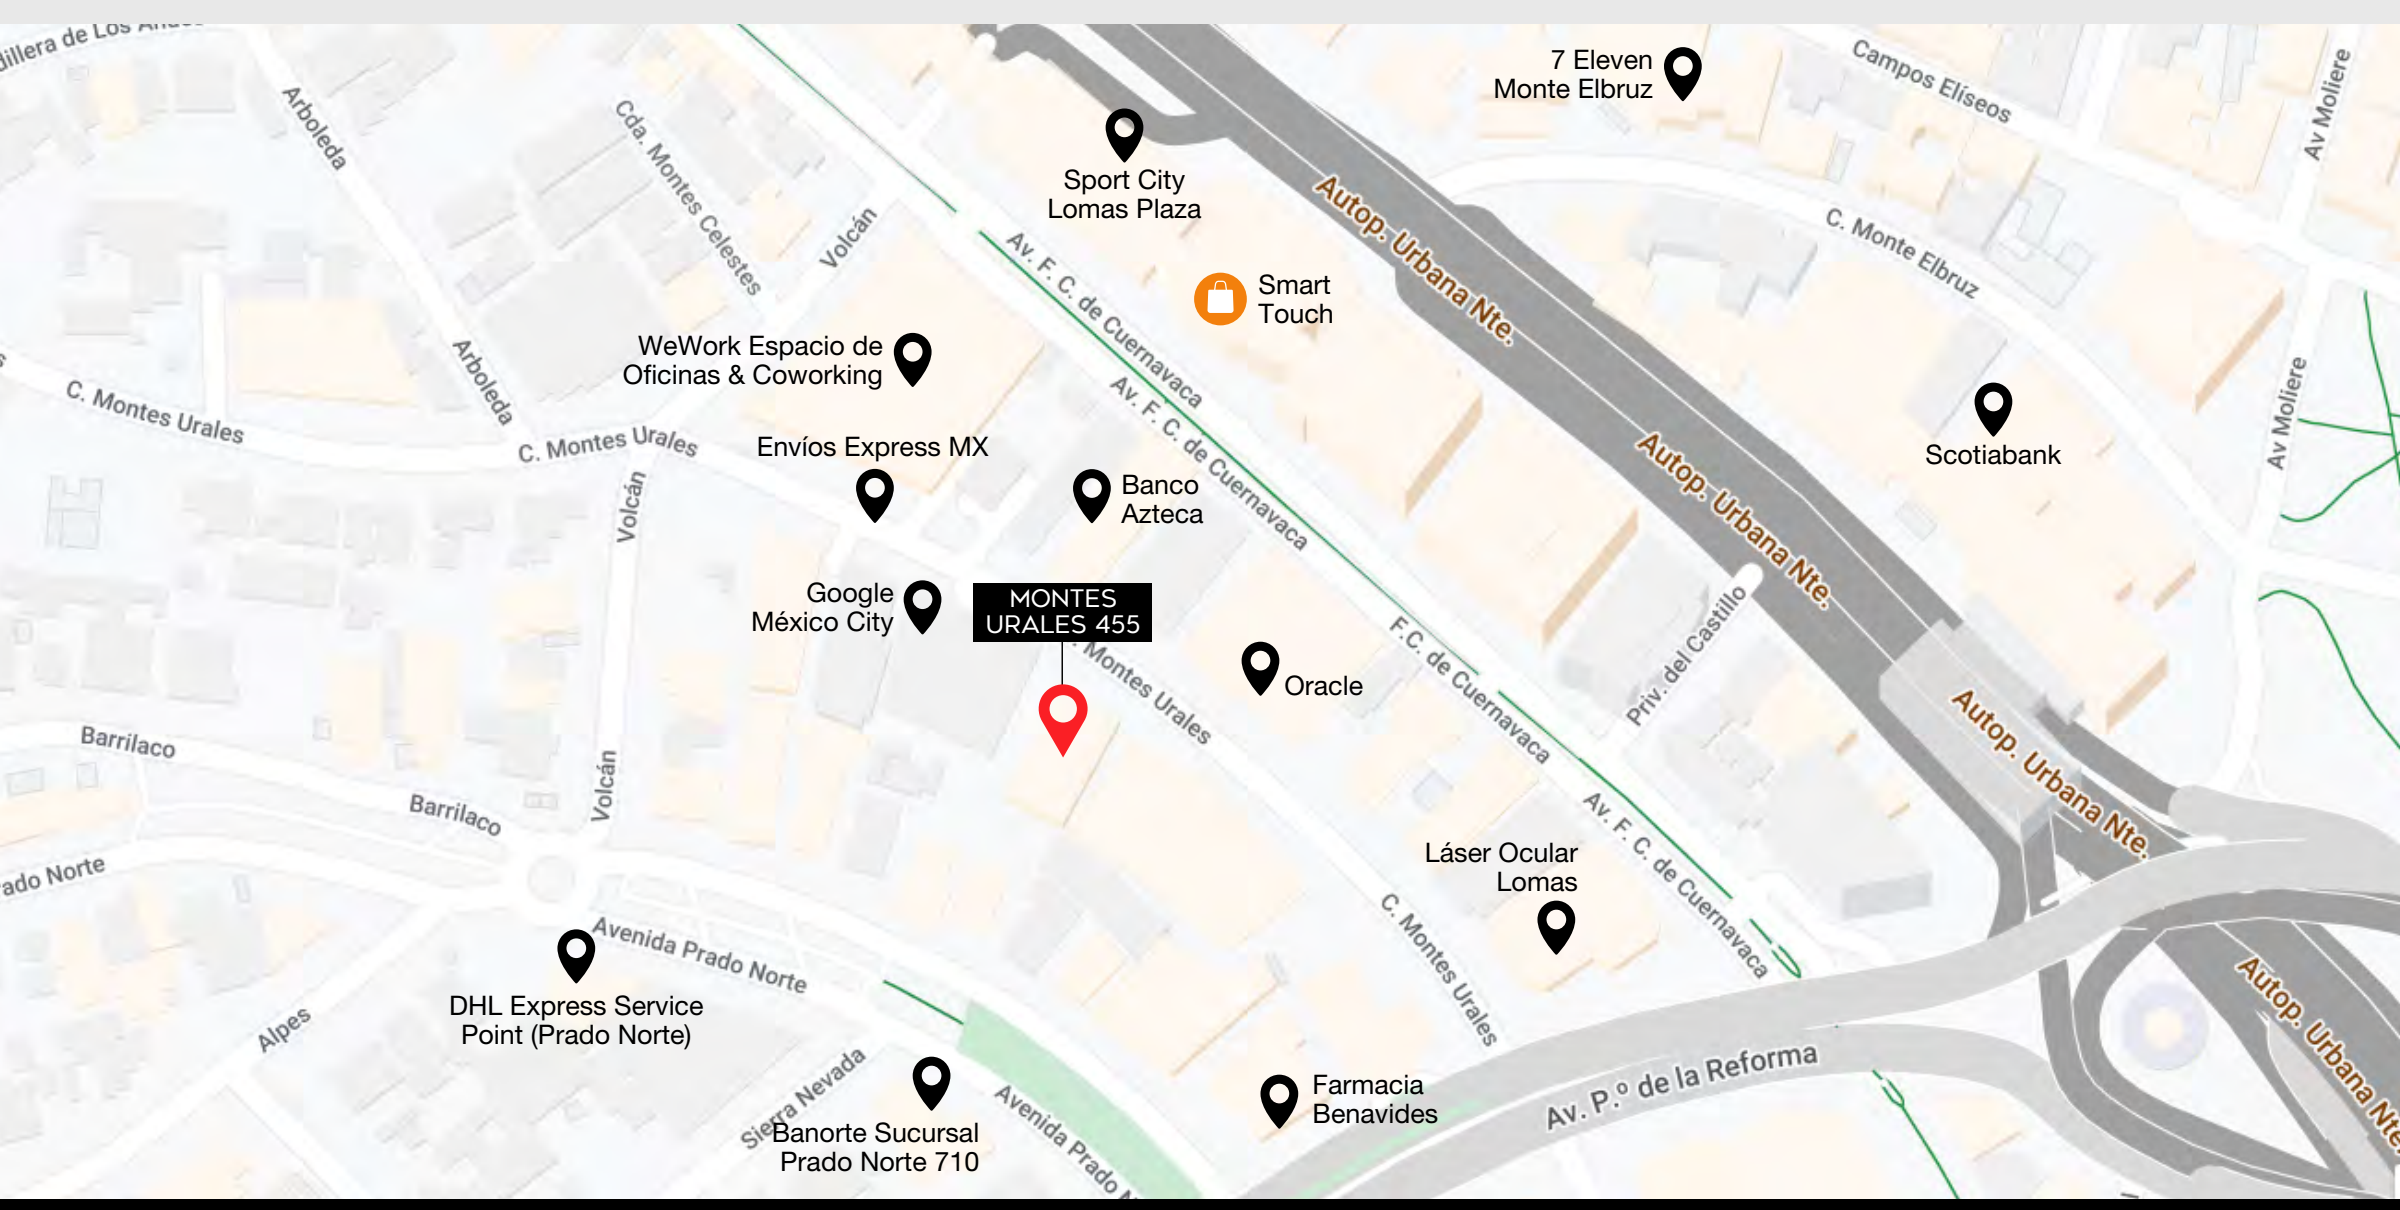 Campos Elíseos
7 Eleven
Monte Elbruz
Av Moliere
Arboleda
Cda. Montes Celestes
Sport City
Lomas Plaza
Volcán
Autop. Urbana Nte.
C. Monte Elbruz
Av. F. C. de Cuernavaca
Smart
Touch
WeWork Espacio de
Oficinas & Coworking
Arboleda
C. Montes Urales
C. Montes Urales
Av. F. C. de Cuernavaca
Av Moliere
Scotiabank
Envíos Express MX
Banco
Azteca
Autop. Urbana Nte.
Volcán
Google
México City
MONTES
URALES 455
Montes Urales
Oracle
F.C. de Cuernavaca
Priv. del Castillo
Autop. Urbana Nte.
Barrilaco
Barrilaco
Volcán
Av. F. C. de Cuernavaca
Láser Ocular
Lomas
C. Montes Urales
ado Norte
Avenida Prado Norte
DHL Express Service
Point (Prado Norte)
Alpes
Sierra Nevada
Banorte Sucursal
Prado Norte 710
Avenida Prado
Farmacia
Benavides
Av. P.º de la Reforma
Autop. Urbana Nte.